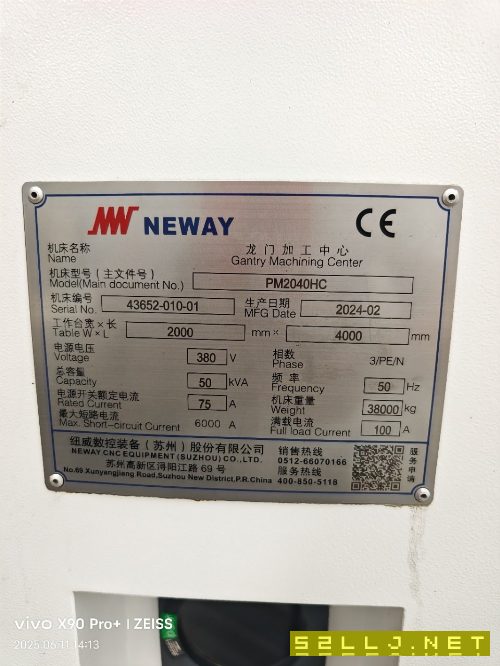 NEWAY
CE
机床名称 龙门加工中心
Name Gantry Machining Center
机床型号（主文件号）
Model(Main document No.) PM2040HC
机床编号 43652-010-01 生产日期 2024-02
Serial No. MFG Date
工作台宽×长 2000 mm× 4000 mm
Table W×L
电源电压 380 V 相数 3/PE/N
Voltage Phase
总容量 50 kVA 频率 50 Hz
Capacity Frequency
电源开关额定电流 75 A 机床重量 38000 kg
Rated Current Weight
最大短路电流 6000 A 满载电流 100 A
Max. Short-circuit Current Full load Current
纽威数控装备（苏州）股份有限公司 销售热线
NEWAY CNC EQUIPMENT (SUZHOU) CO.,LTD. 0512-66070166
苏州高新区浔阳江路 69 号 服务热线
No.69 Xunyangjiang Road,Suzhou New District,P.R.China 400-850-5118
服务申请
vivo X90 Pro+ | ZEISS
2025.06.11 14:13
52LLJ.NET